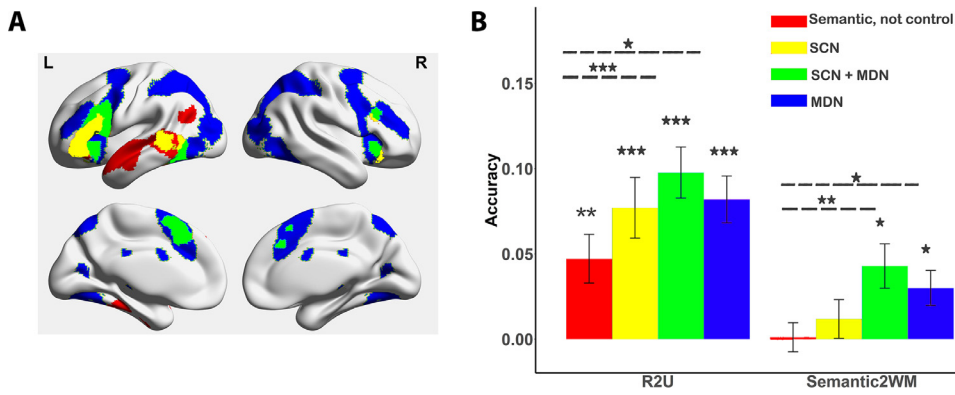 A
L
R
B
Accuracy
0.15
0.10
0.05
0.00
*
***
**
***
***
***
*
**
*
*
R2U
Semantic2WM
Semantic, not control
SCN
SCN + MDN
MDN